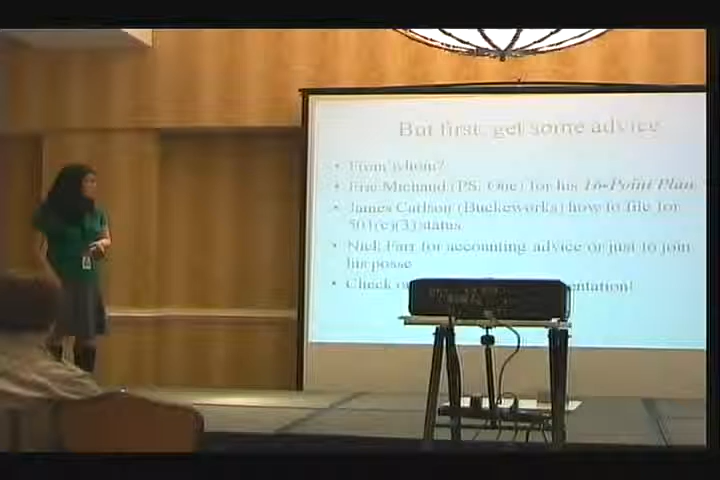 But first, get some advice
• From whom?
• Eric Michaud (PS: One) for his 16-Point Plan.
• James Carlson (Buckeworks) how to file for
501(c)(3) status.
• Nick Farr for accounting advice or just to join
his posse
• Check